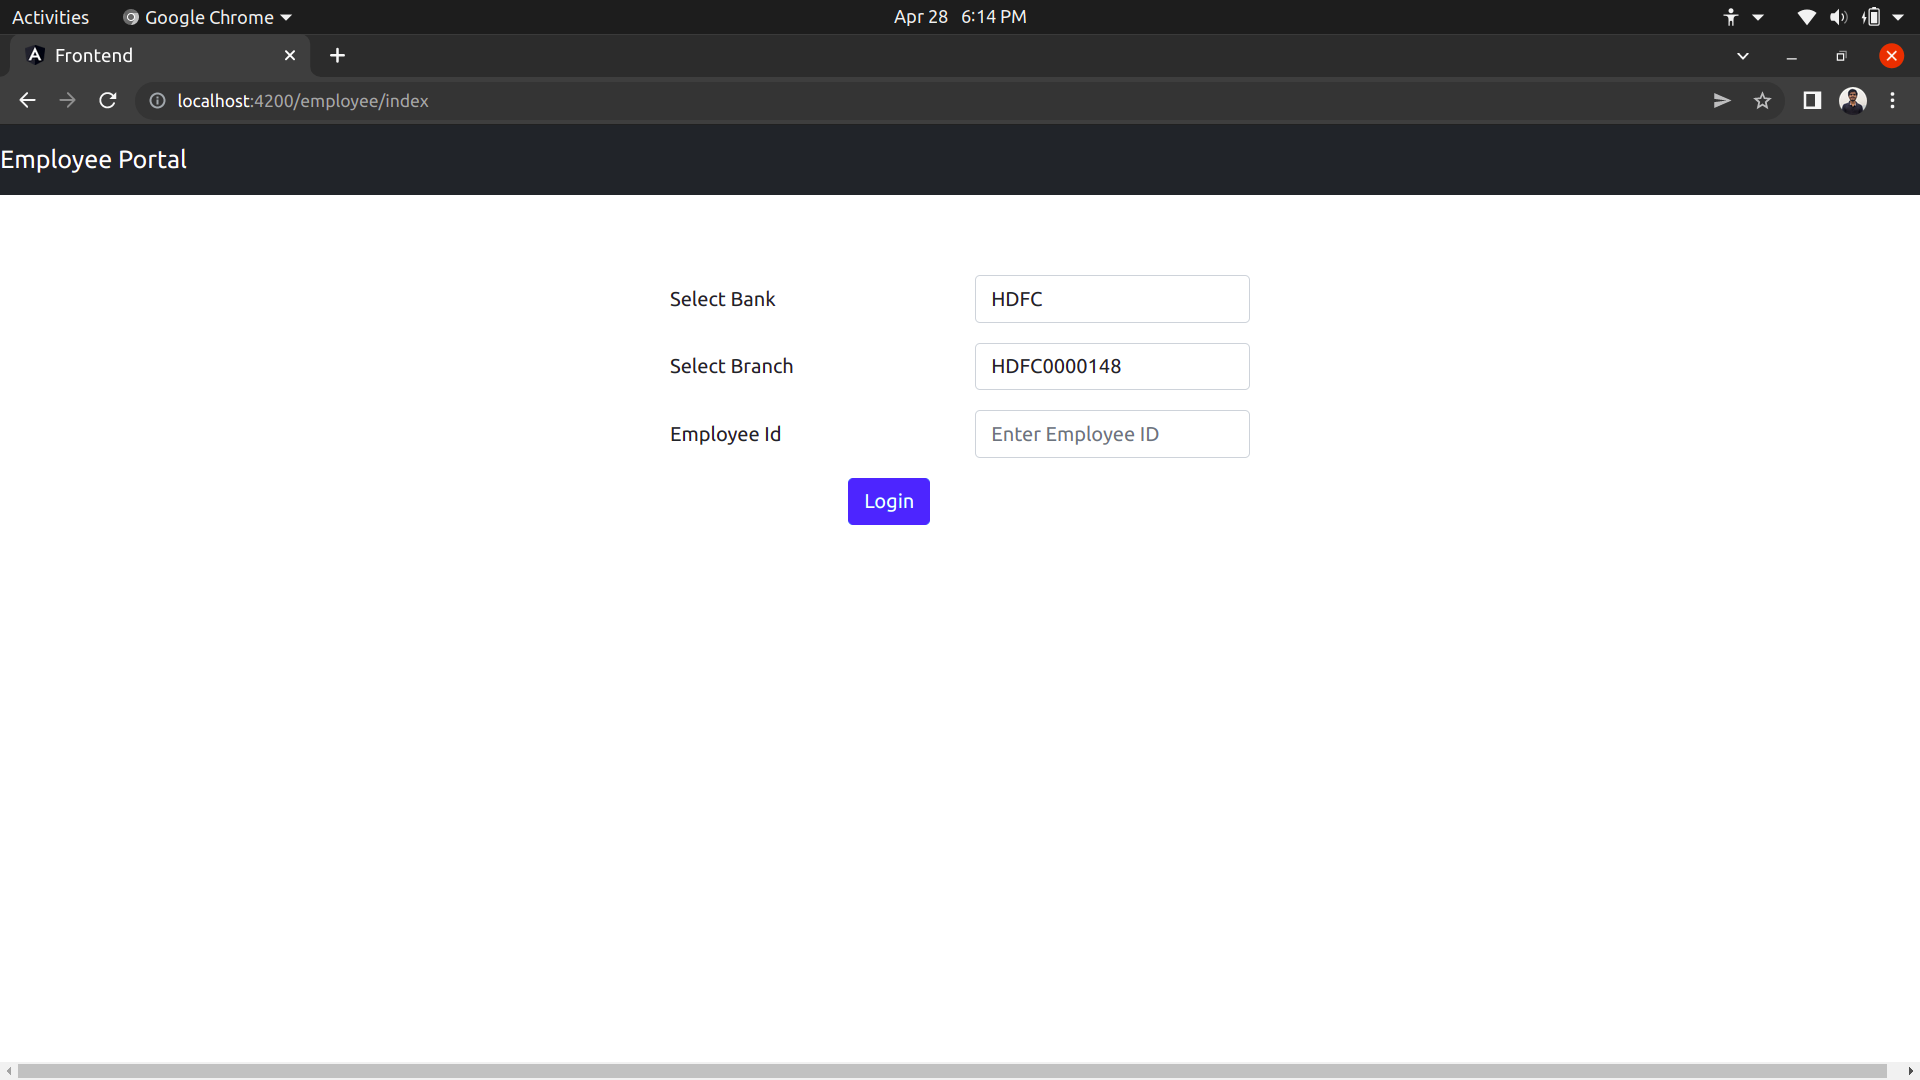 Activities Google Chrome Apr 28 6:14 PM
Frontend
localhost:4200/employee/index
Employee Portal
Select Bank HDFC
Select Branch HDFC0000148
Employee Id Enter Employee ID
Login